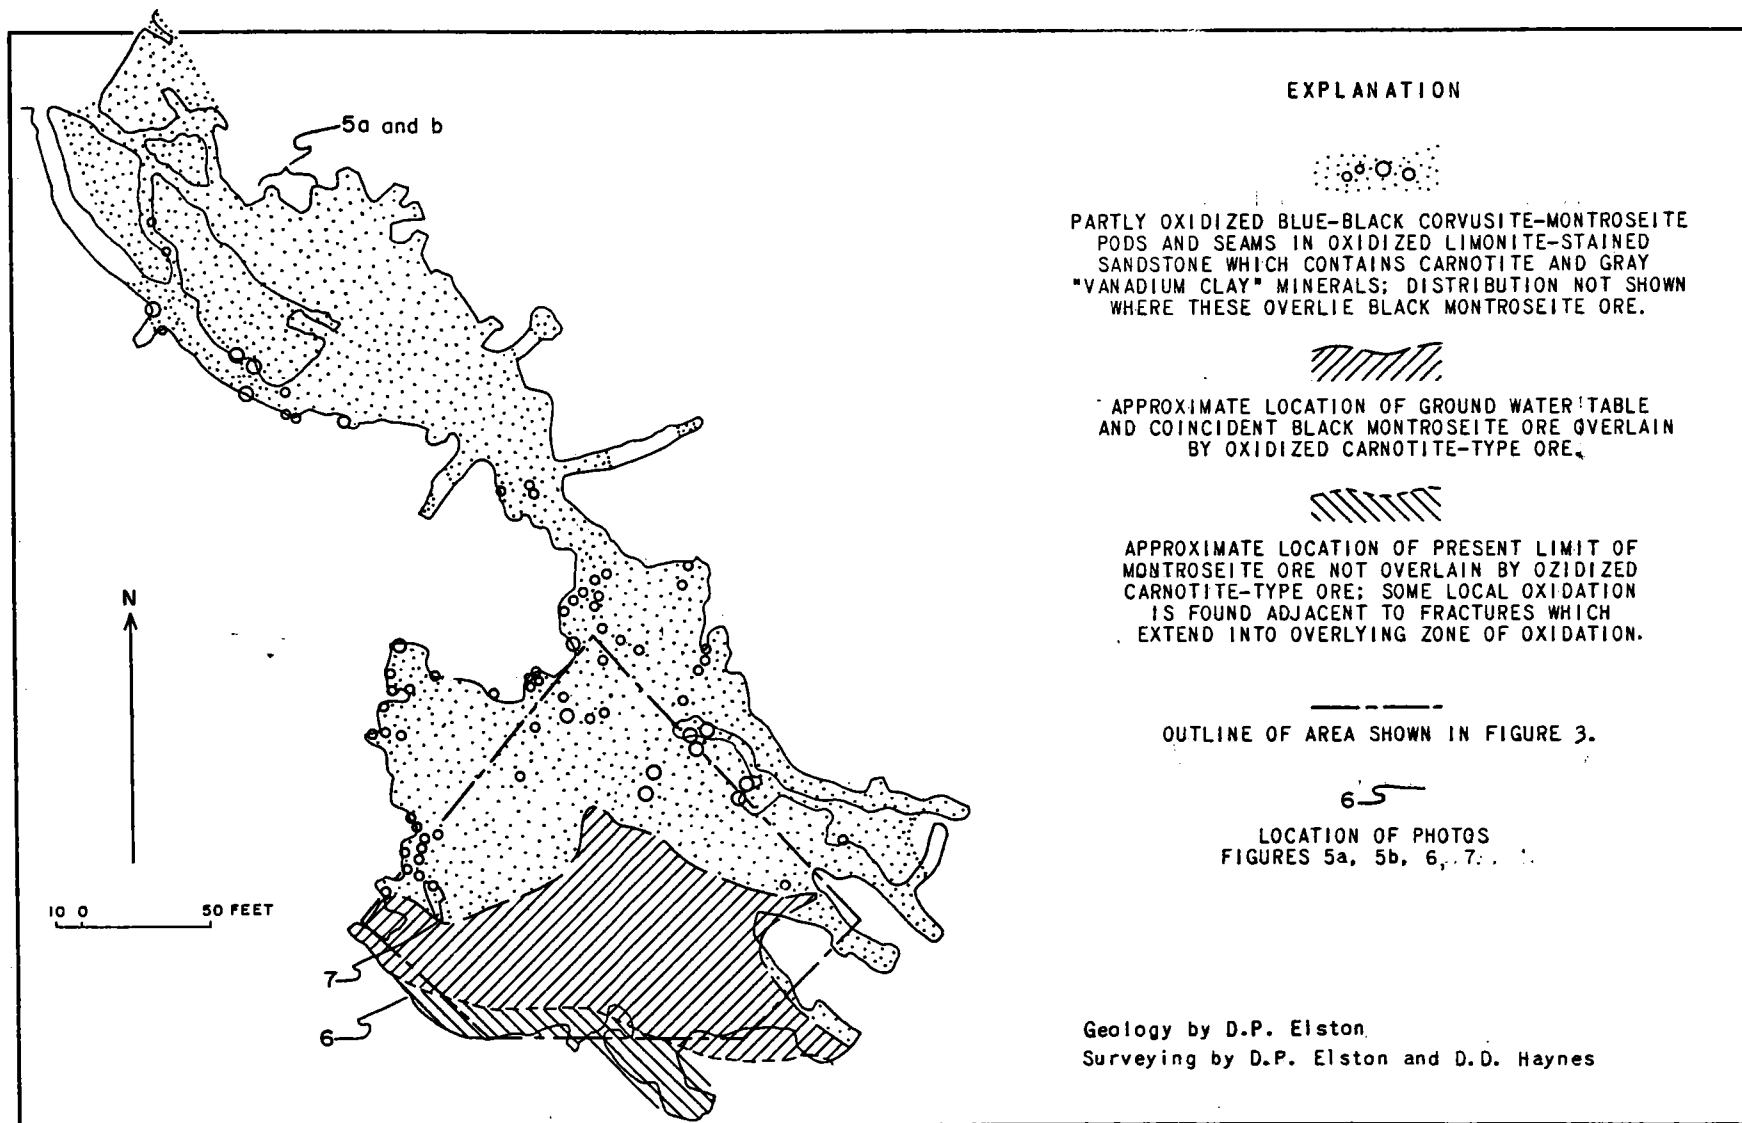 EXPLANATION
PARTLY OXIDIZED BLUE-BLACK CORVUSITE-MONTROSEITE
PODS AND SEAMS IN OXIDIZED LIMONITE-STAINED
SANDSTONE WHICH CONTAINS CARNOTITE AND GRAY
"VANADIUM CLAY" MINERALS; DISTRIBUTION NOT SHOWN
WHERE THESE OVERLIE BLACK MONTROSEITE ORE.
APPROXIMATE LOCATION OF GROUND WATER TABLE
AND COINCIDENT BLACK MONTROSEITE ORE OVERLAIN
BY OXIDIZED CARNOTITE-TYPE ORE.
APPROXIMATE LOCATION OF PRESENT LIMIT OF
MONTROSEITE ORE NOT OVERLAIN BY OZIDIZED
CARNOTITE-TYPE ORE; SOME LOCAL OXIDATION
IS FOUND ADJACENT TO FRACTURES WHICH
EXTEND INTO OVERLYING ZONE OF OXIDATION.
OUTLINE OF AREA SHOWN IN FIGURE 3.
6
LOCATION OF PHOTOS
FIGURES 5a, 5b, 6, 7.
5a and b
N
10 0 50 FEET
7
6
Geology by D.P. Elston
Surveying by D.P. Elston and D.D. Haynes